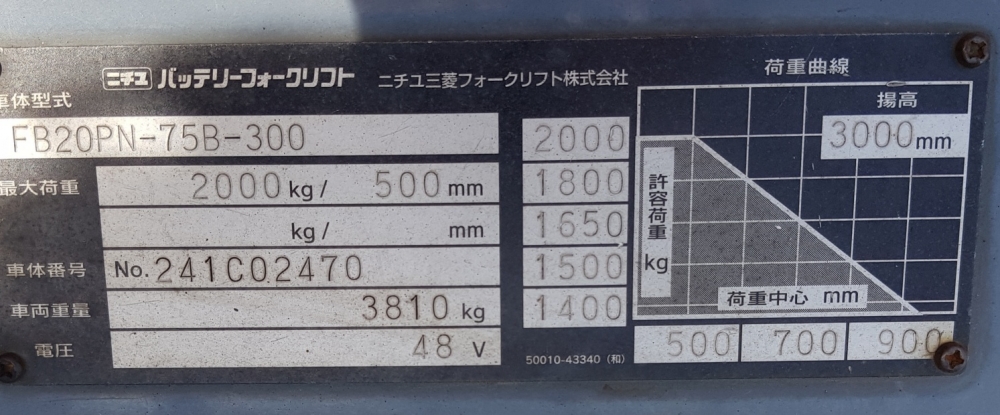 ニチユ バッテリーフォークリフト ニチユ三菱フォークリフト株式会社
車体型式
FB20PN-75B-300
最大荷重 2000 kg/ 500 mm
kg/ mm
車体番号 No. 241C02470
車両重量 3810 kg
電圧 48 V
2000
1800
1650
1500
1400
50010-43340 (和)
荷重曲線
揚高
3000mm
許容荷重
kg
荷重中心 mm
500 700 900